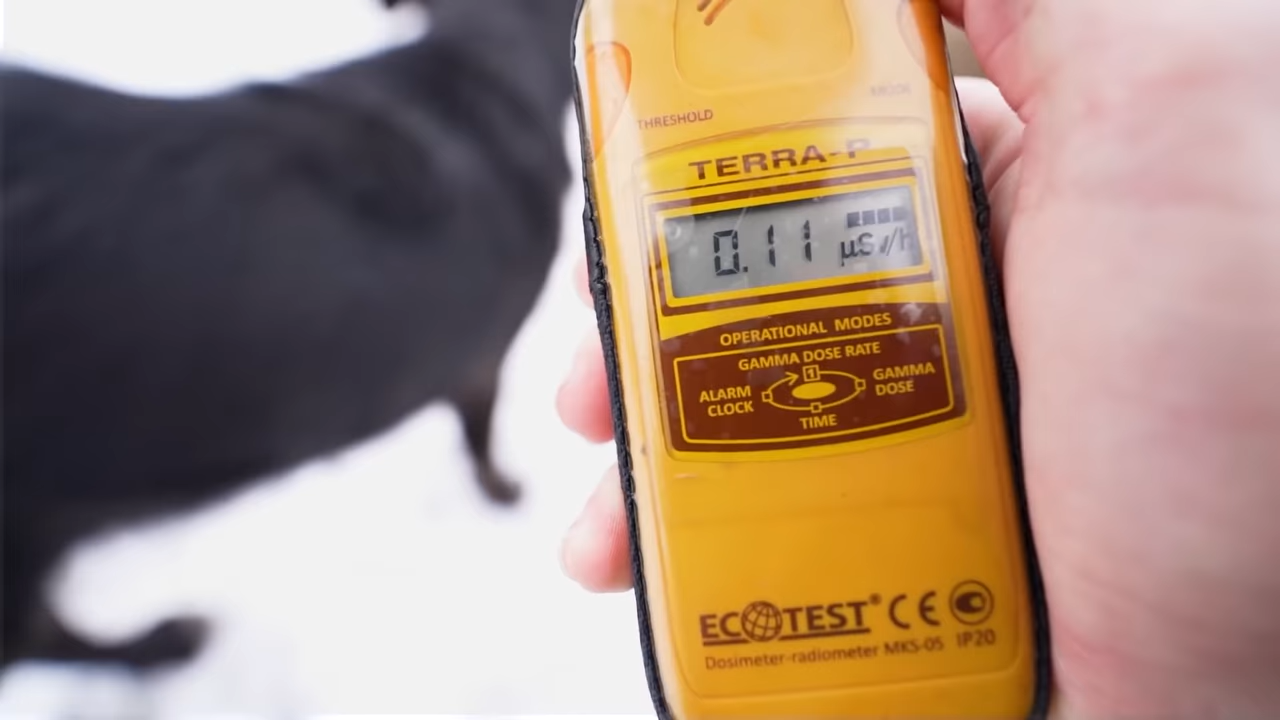 THRESHOLD
MODE
TERRA-P
0.11 µSv/h
OPERATIONAL MODES
GAMMA DOSE RATE
1
ALARM CLOCK
GAMMA DOSE
TIME
ECOTEST® CE
Dosimeter-radiometer MKS-05 IP20